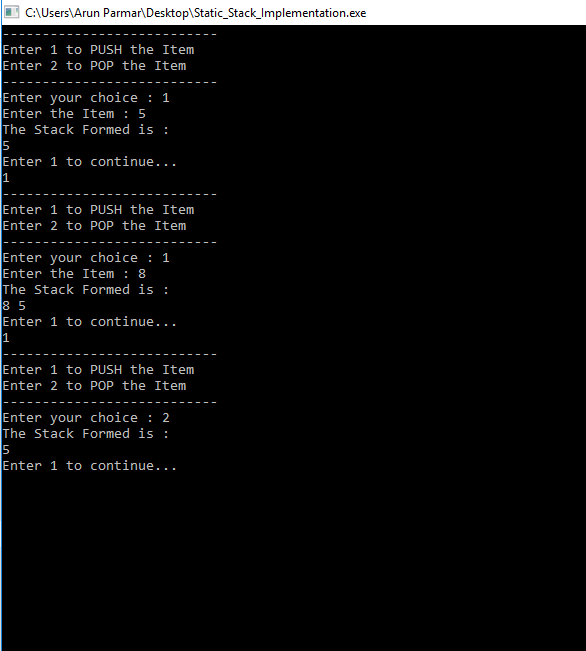 C:\Users\Arun Parmar\Desktop\Static_Stack_Implementation.exe
---------------------------
Enter 1 to PUSH the Item
Enter 2 to POP the Item
---------------------------
Enter your choice : 1
Enter the Item : 5
The Stack Formed is :
5
Enter 1 to continue...
1
---------------------------
Enter 1 to PUSH the Item
Enter 2 to POP the Item
---------------------------
Enter your choice : 1
Enter the Item : 8
The Stack Formed is :
8 5
Enter 1 to continue...
1
---------------------------
Enter 1 to PUSH the Item
Enter 2 to POP the Item
---------------------------
Enter your choice : 2
The Stack Formed is :
5
Enter 1 to continue...